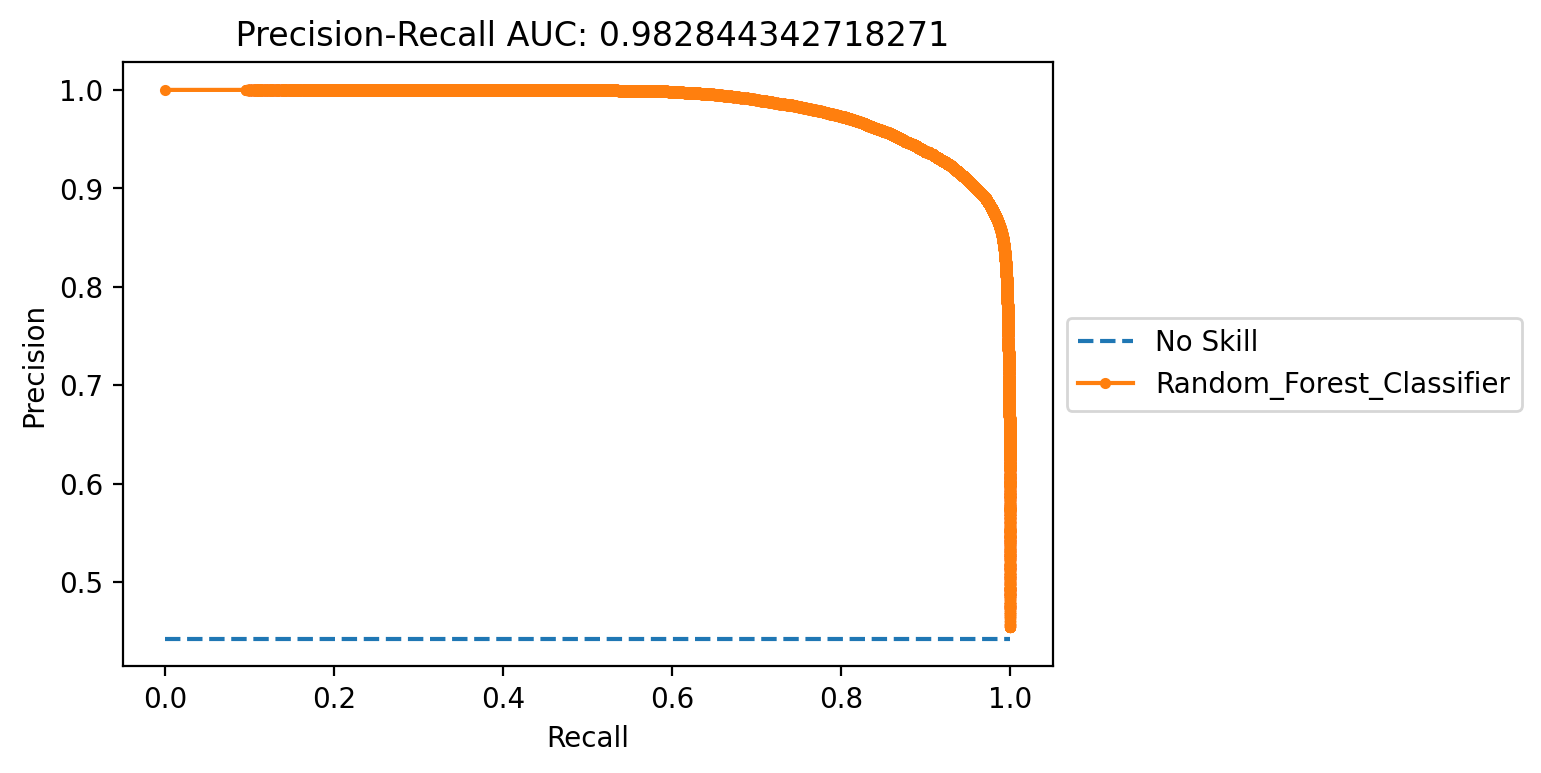 Precision-Recall AUC: 0.982844342718271
1.0
0.9
0.8
0.7
0.6
0.5
Precision
0.0 0.2 0.4 0.6 0.8 1.0
Recall
No Skill
Random_Forest_Classifier